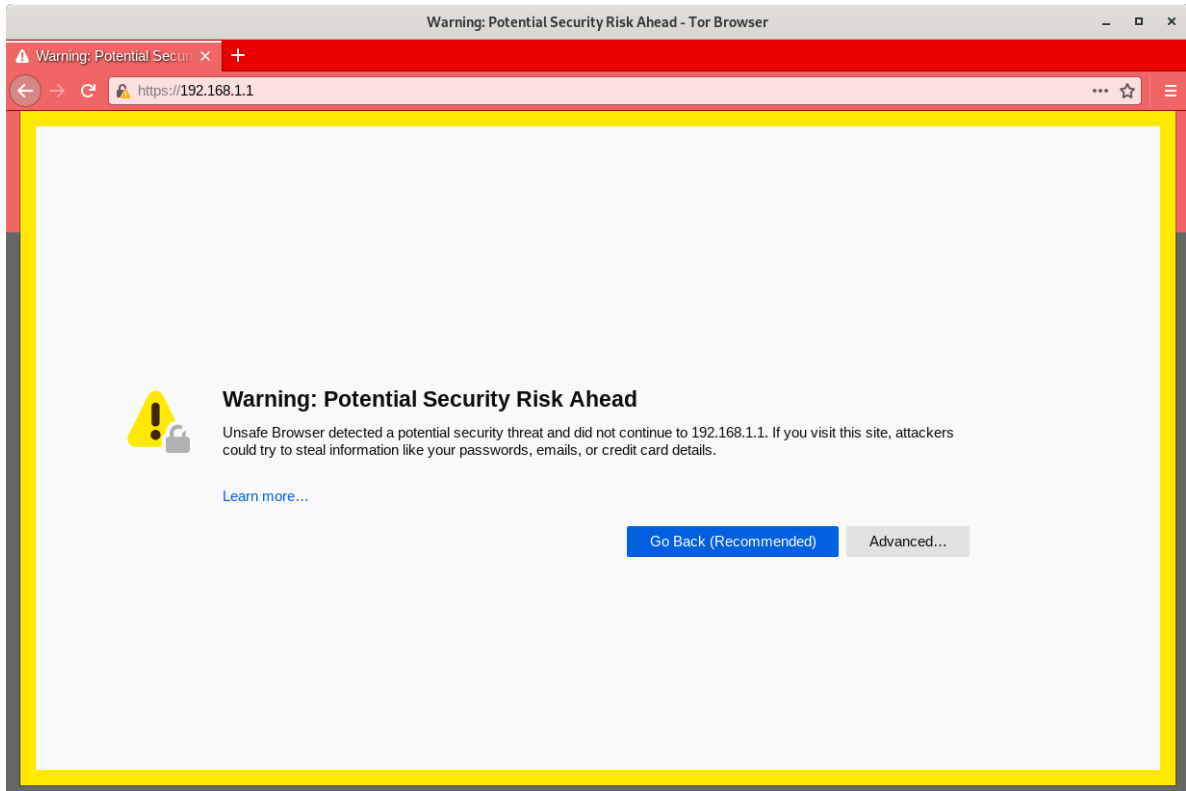 Warning: Potential Security Risk Ahead - Tor Browser
Warning: Potential Secur
https://192.168.1.1
Warning: Potential Security Risk Ahead
Unsafe Browser detected a potential security threat and did not continue to 192.168.1.1. If you visit this site, attackers
could try to steal information like your passwords, emails, or credit card details.
Learn more…
Go Back (Recommended) Advanced…